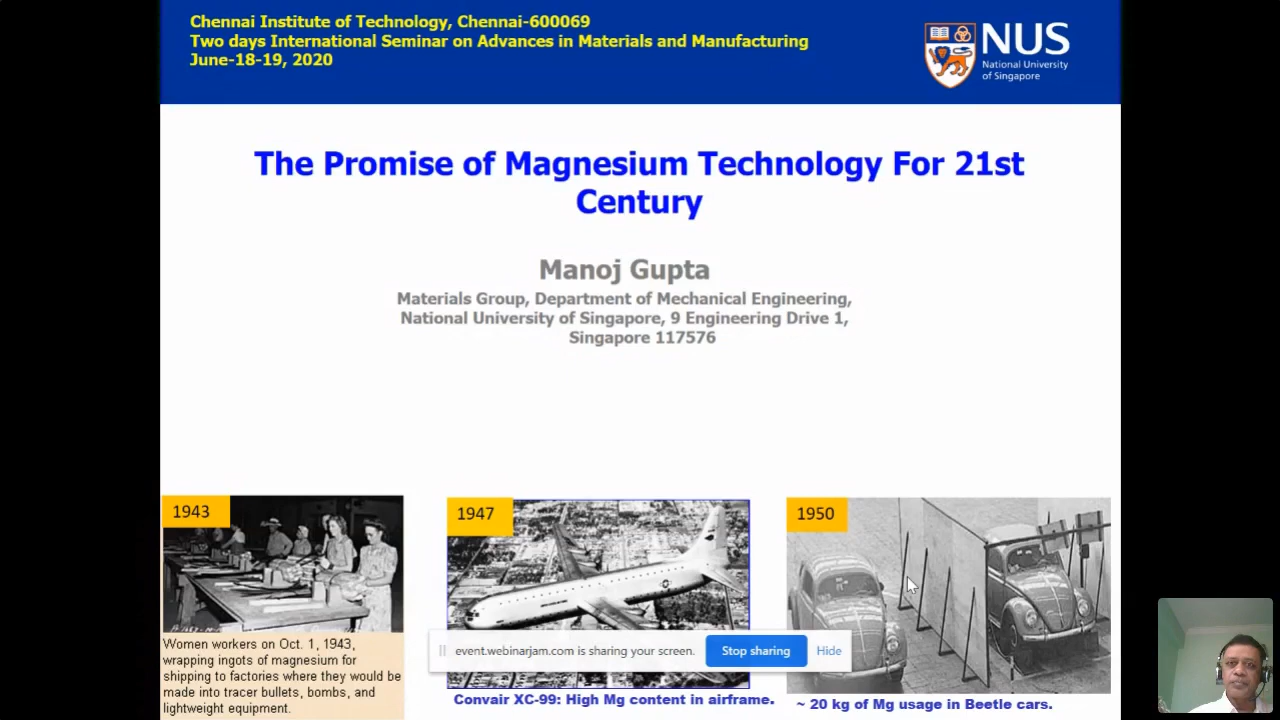 Chennai Institute of Technology, Chennai-600069
Two days International Seminar on Advances in Materials and Manufacturing
June-18-19, 2020
NUS
National University
of Singapore
The Promise of Magnesium Technology For 21st
Century
Manoj Gupta
Materials Group, Department of Mechanical Engineering,
National University of Singapore, 9 Engineering Drive 1,
Singapore 117576
1943
Women workers on Oct. 1, 1943,
wrapping ingots of magnesium for
shipping to factories where they would be
made into tracer bullets, bombs, and
lightweight equipment.
1947
event.webinarjam.com is sharing your screen.
Stop sharing
Hide
Convair XC-99: High Mg content in airframe.
1950
~ 20 kg of Mg usage in Beetle cars.